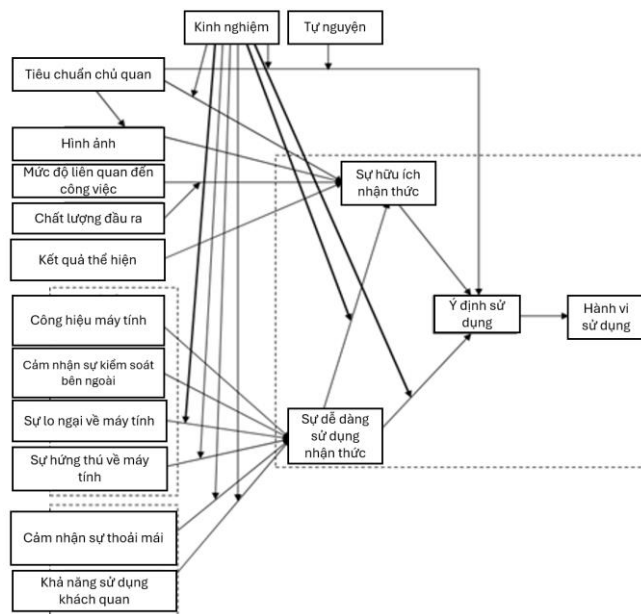 Kinh nghiệm
Tự nguyện
Tiêu chuẩn chủ quan
Hình ảnh
Mức độ liên quan đến
công việc
Chất lượng đầu ra
Kết quả thể hiện
Sự hữu ích
nhận thức
Công hiệu máy tính
Cảm nhận sự kiểm soát
bên ngoài
Sự lo ngại về máy tính
Sự hứng thú về máy
tính
Cảm nhận sự thoải mái
Khả năng sử dụng
khách quan
Sự dễ dàng
sử dụng
nhận thức
Ý định sử
dụng
Hành vi
sử dụng